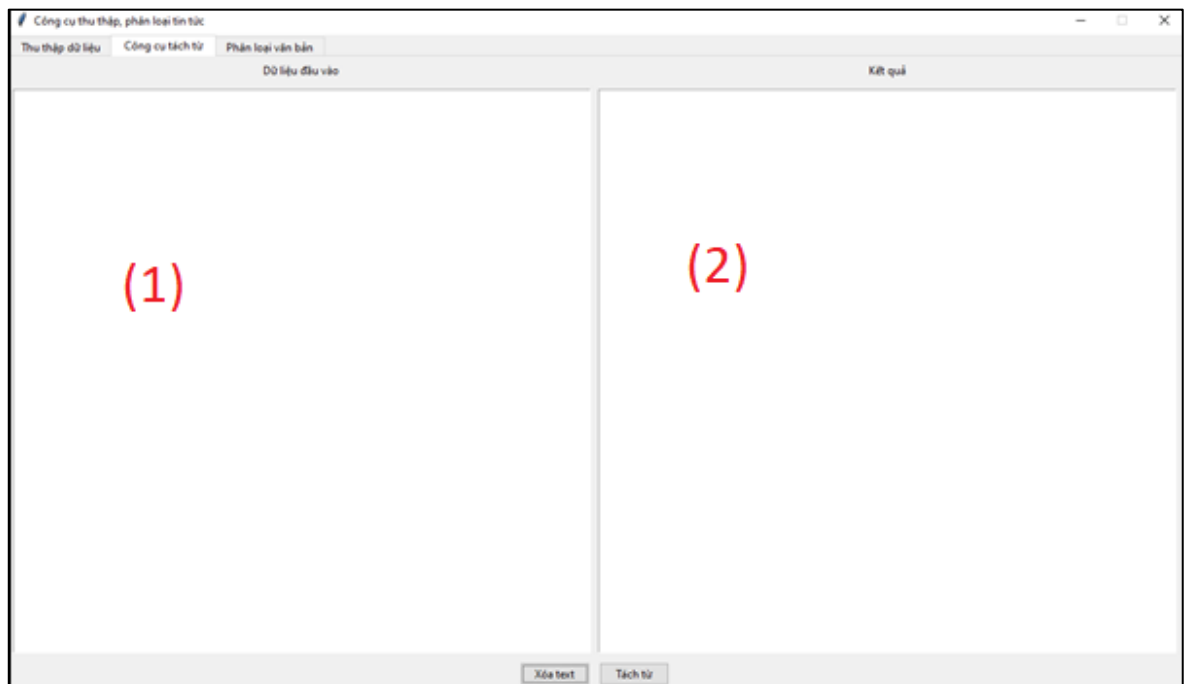 Công cụ thu thập, phân loại tin tức
Thu thập dữ liệu Công cụ tách từ Phân loại văn bản
Dữ liệu đầu vào Kết quả
(1) (2)
Xóa text Tách từ